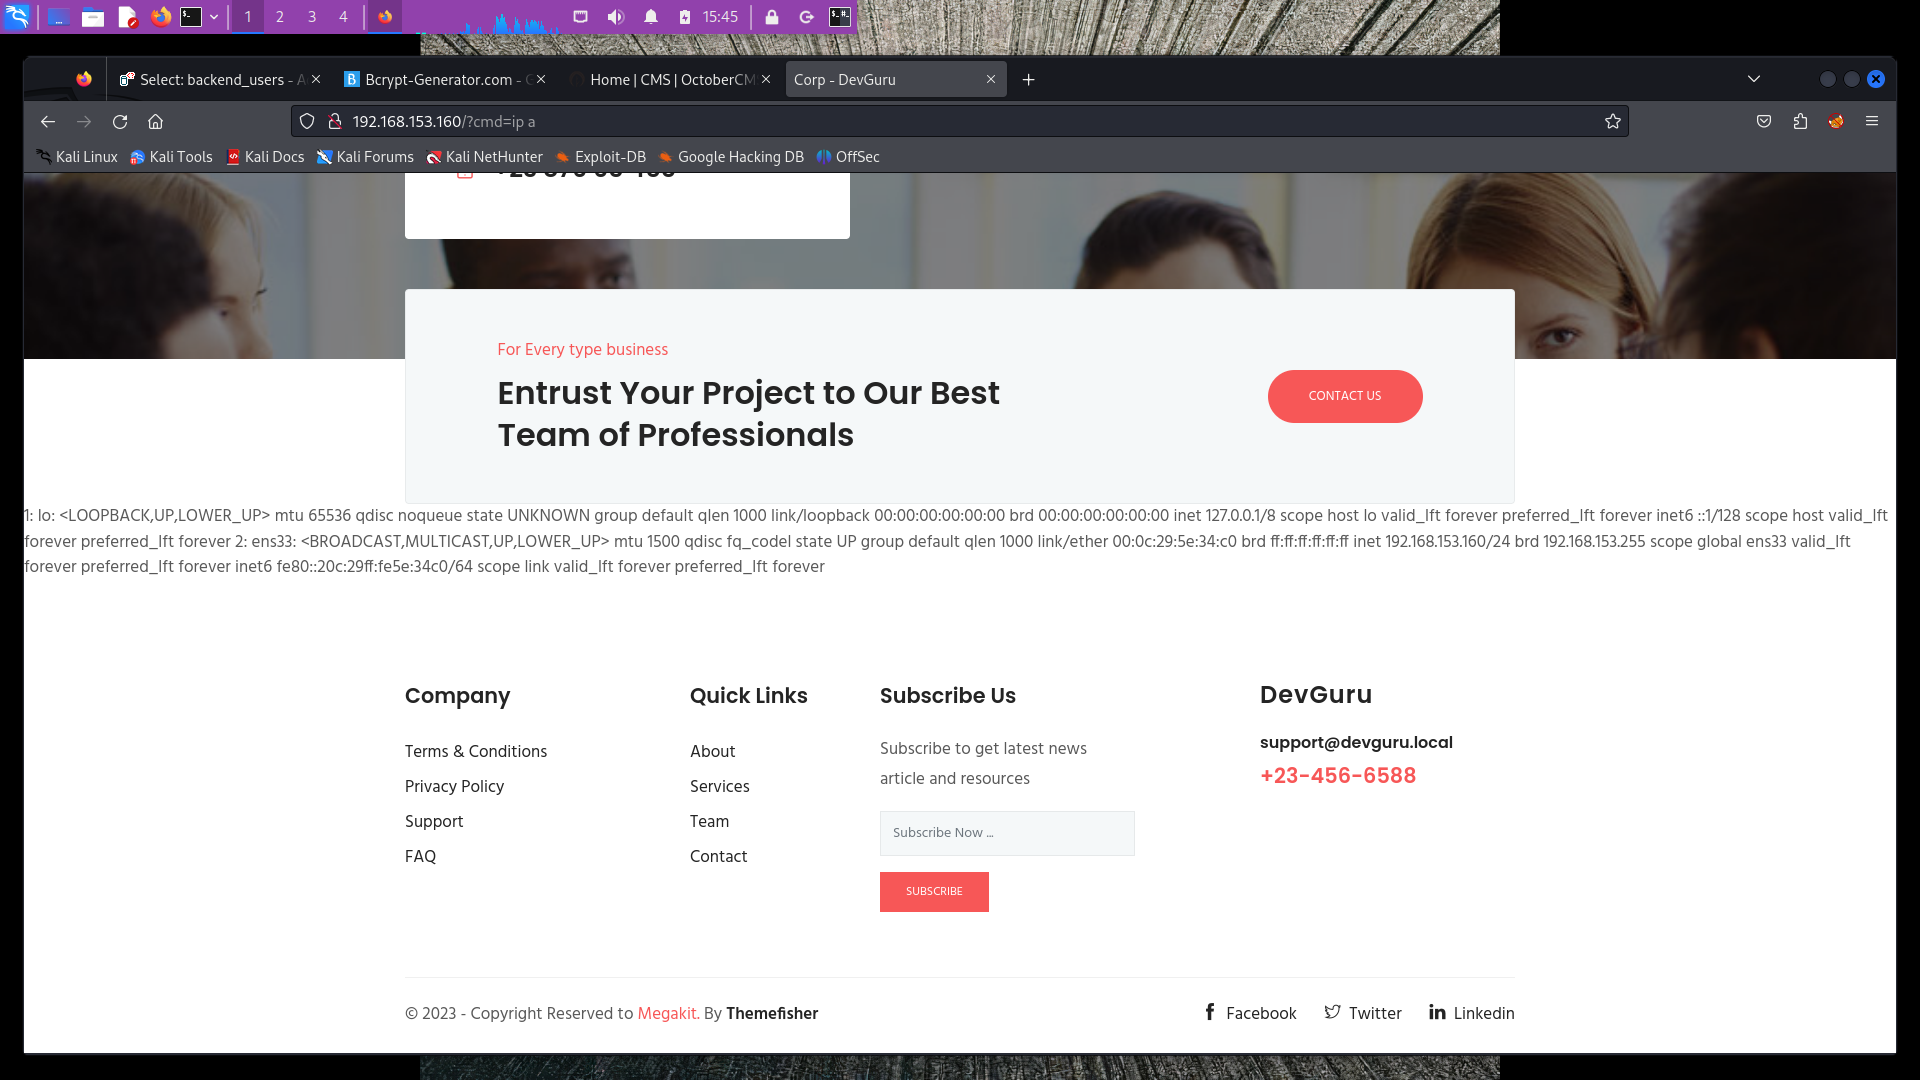 1 2 3 4 15:45
Select: backend_users - A
Bcrypt-Generator.com - G
Home | CMS | OctoberCM
Corp - DevGuru
192.168.153.160/?cmd=ip a
Kali Linux Kali Tools Kali Docs Kali Forums Kali NetHunter Exploit-DB Google Hacking DB OffSec
For Every type business
Entrust Your Project to Our Best
Team of Professionals
CONTACT US
1: lo: <LOOPBACK,UP,LOWER_UP> mtu 65536 qdisc noqueue state UNKNOWN group default qlen 1000 link/loopback 00:00:00:00:00:00 brd 00:00:00:00:00:00 inet 127.0.0.1/8 scope host lo valid_lft forever preferred_lft forever inet6 ::1/128 scope host valid_lft
forever preferred_lft forever 2: ens33: <BROADCAST,MULTICAST,UP,LOWER_UP> mtu 1500 qdisc fq_codel state UP group default qlen 1000 link/ether 00:0c:29:5e:34:c0 brd ff:ff:ff:ff:ff:ff inet 192.168.153.160/24 brd 192.168.153.255 scope global ens33 valid_lft
forever preferred_lft forever inet6 fe80::20c:29ff:fe5e:34c0/64 scope link valid_lft forever preferred_lft forever
Company
Terms & Conditions
Privacy Policy
Support
FAQ
Quick Links
About
Services
Team
Contact
Subscribe Us
Subscribe to get latest news
article and resources
Subscribe Now ...
SUBSCRIBE
DevGuru
support@devguru.local
+23-456-6588
© 2023 - Copyright Reserved to Megakit. By Themefisher
Facebook Twitter Linkedin